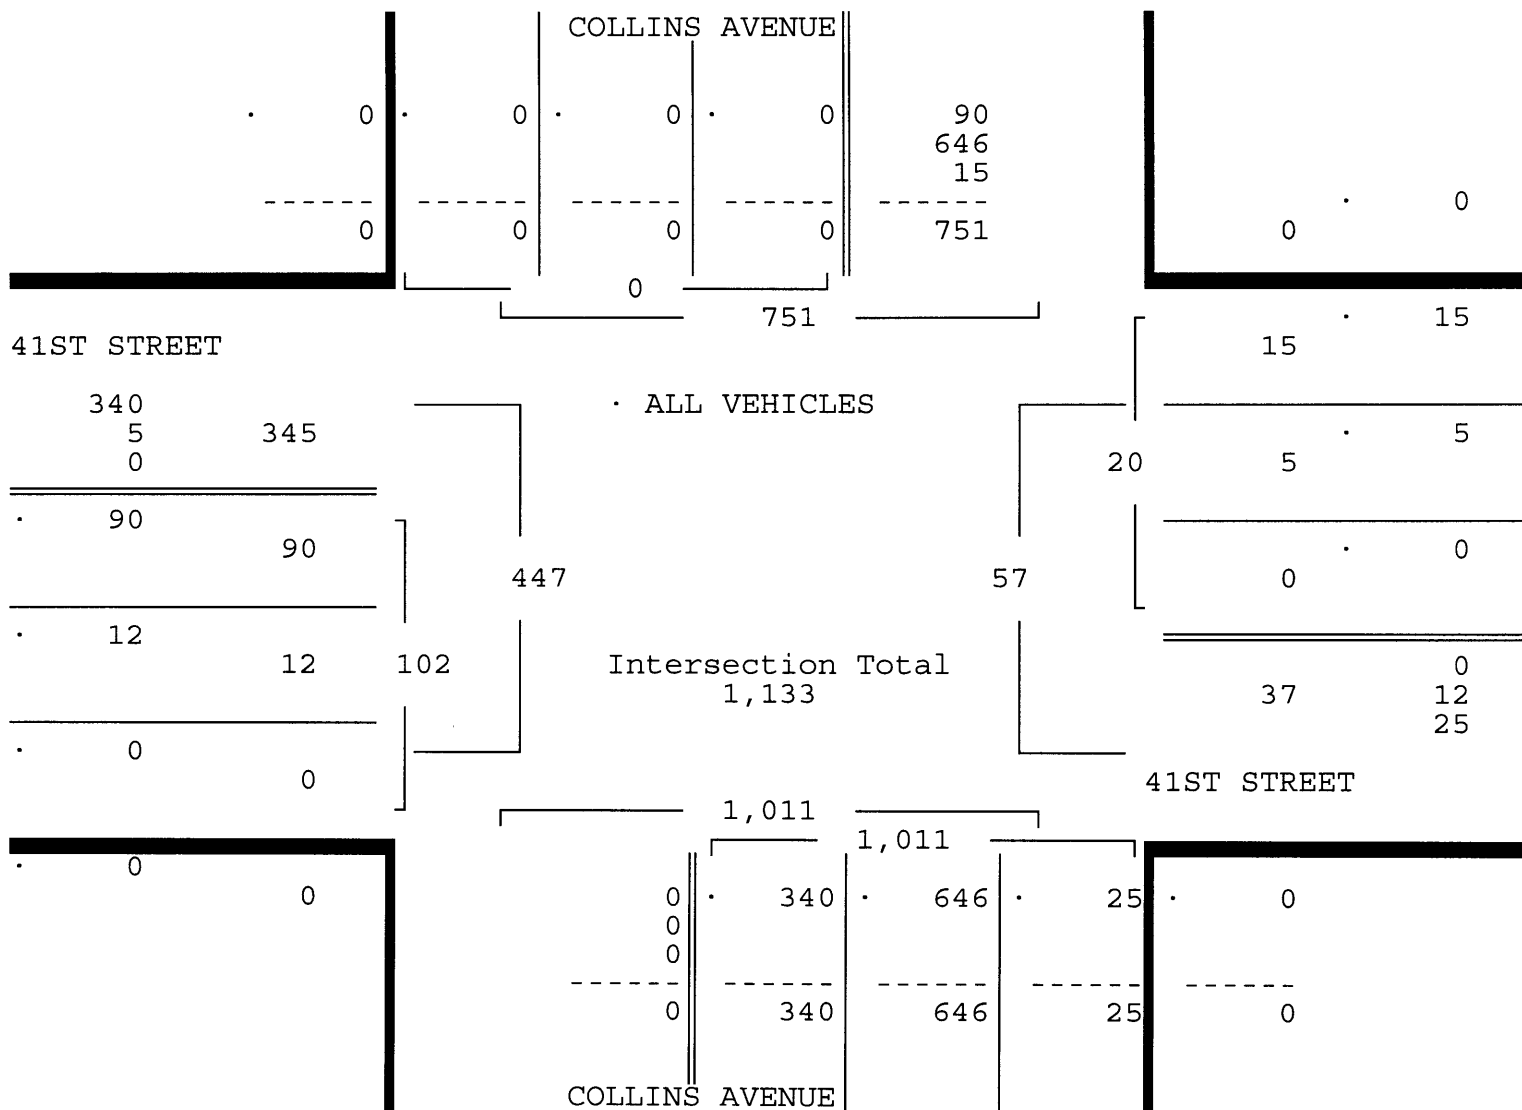 COLLINS AVENUE
· 0 · 0 · 0 · 0 90
646
15
------ ------ ------ ------ ------
· 0
0 0 0 0 751 0
0
751 · 15
41ST STREET 15
340 · ALL VEHICLES
5 345 · 5
0 20 5
· 90
90 · 0
447 57 0
· 12
12 102 Intersection Total 0
1,133 37 12
25
· 0
0 41ST STREET
1,011
1,011
· 0
0 0 · 340 · 646 · 25 · 0
0
0
------ ------ ------ ------ ------
0 340 646 25 0
COLLINS AVENUE